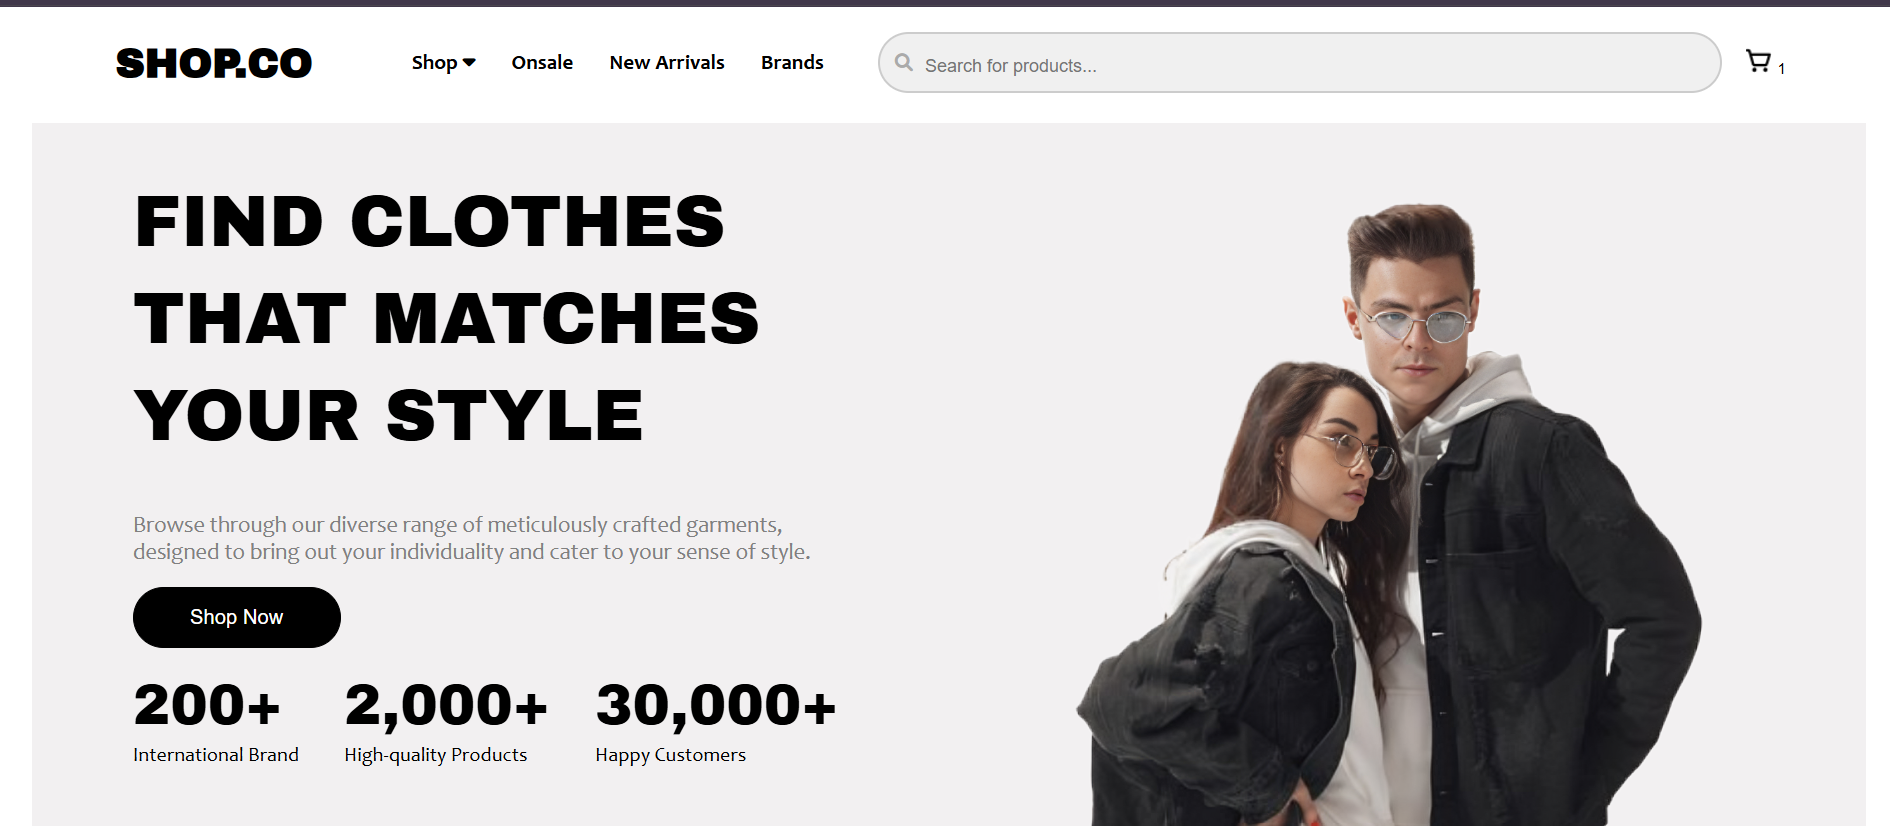 SHOP.CO
Shop
Onsale
New Arrivals
Brands
Search for products...
1
FIND CLOTHES
THAT MATCHES
YOUR STYLE
Browse through our diverse range of meticulously crafted garments,
designed to bring out your individuality and cater to your sense of style.
Shop Now
200+
International Brand
2,000+
High-quality Products
30,000+
Happy Customers